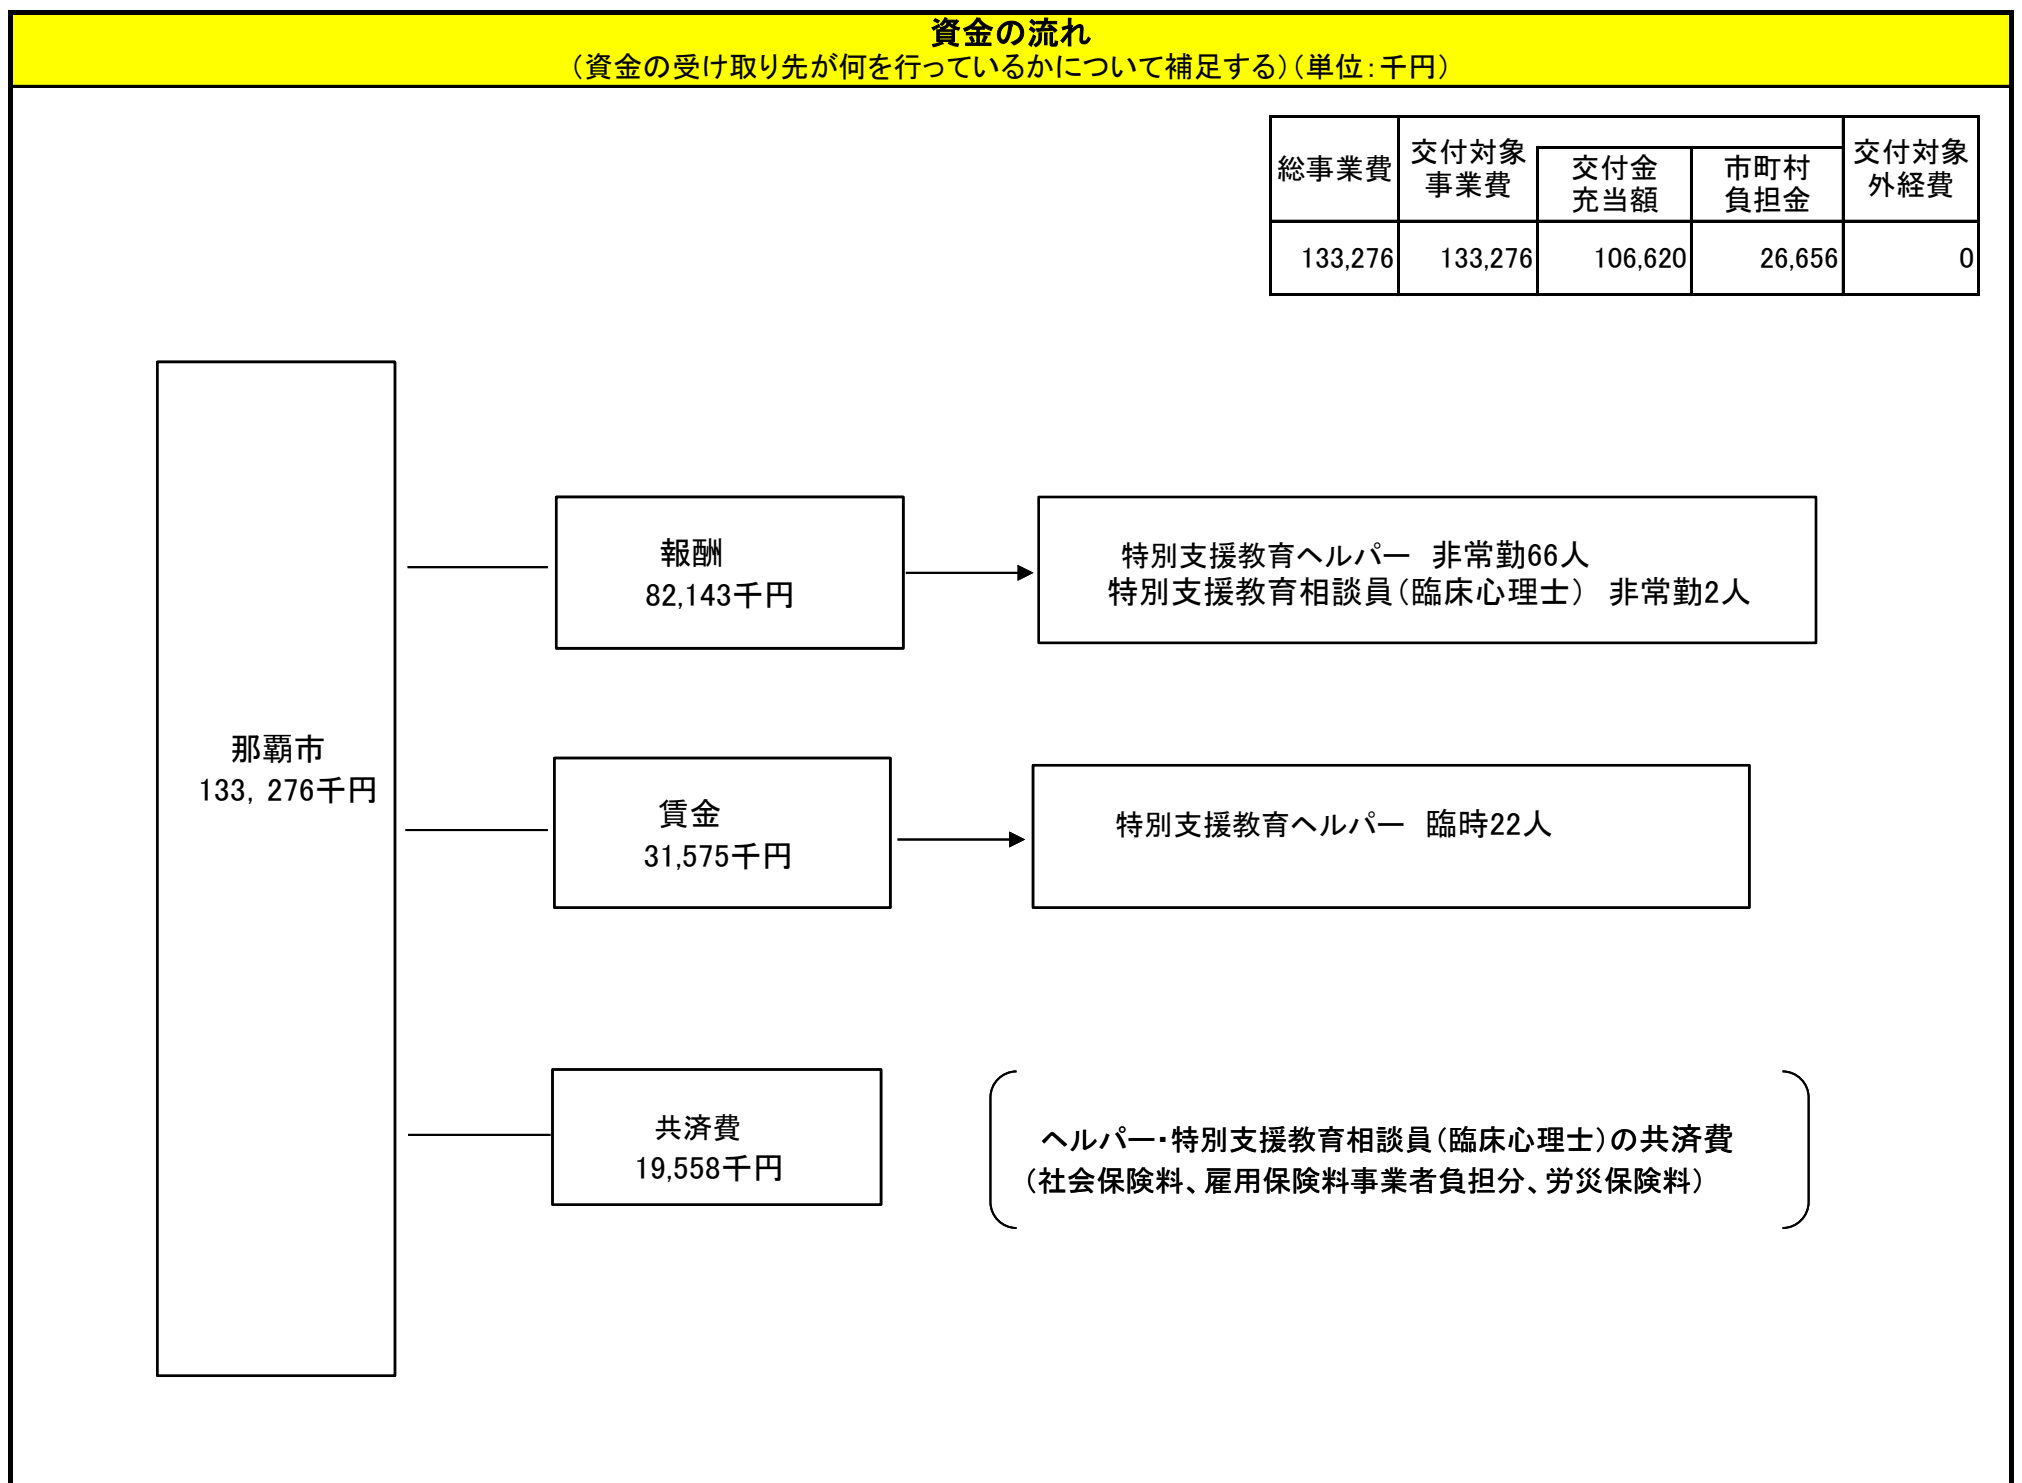 資金の流れ
（資金の受け取り先が何を行っているかについて補足する）（単位：千円）
総事業費
交付対象
事業費
交付金
充当額
市町村
負担金
交付対象
外経費
133,276 133,276 106,620 26,656 0
報酬
82,143千円
特別支援教育ヘルパー 非常勤66人
特別支援教育相談員（臨床心理士） 非常勤2人
那覇市
133，276千円
賃金
31,575千円
特別支援教育ヘルパー 臨時22人
共済費
19,558千円
ヘルパー・特別支援教育相談員（臨床心理士）の共済費
（社会保険料、雇用保険料事業者負担分、労災保険料）